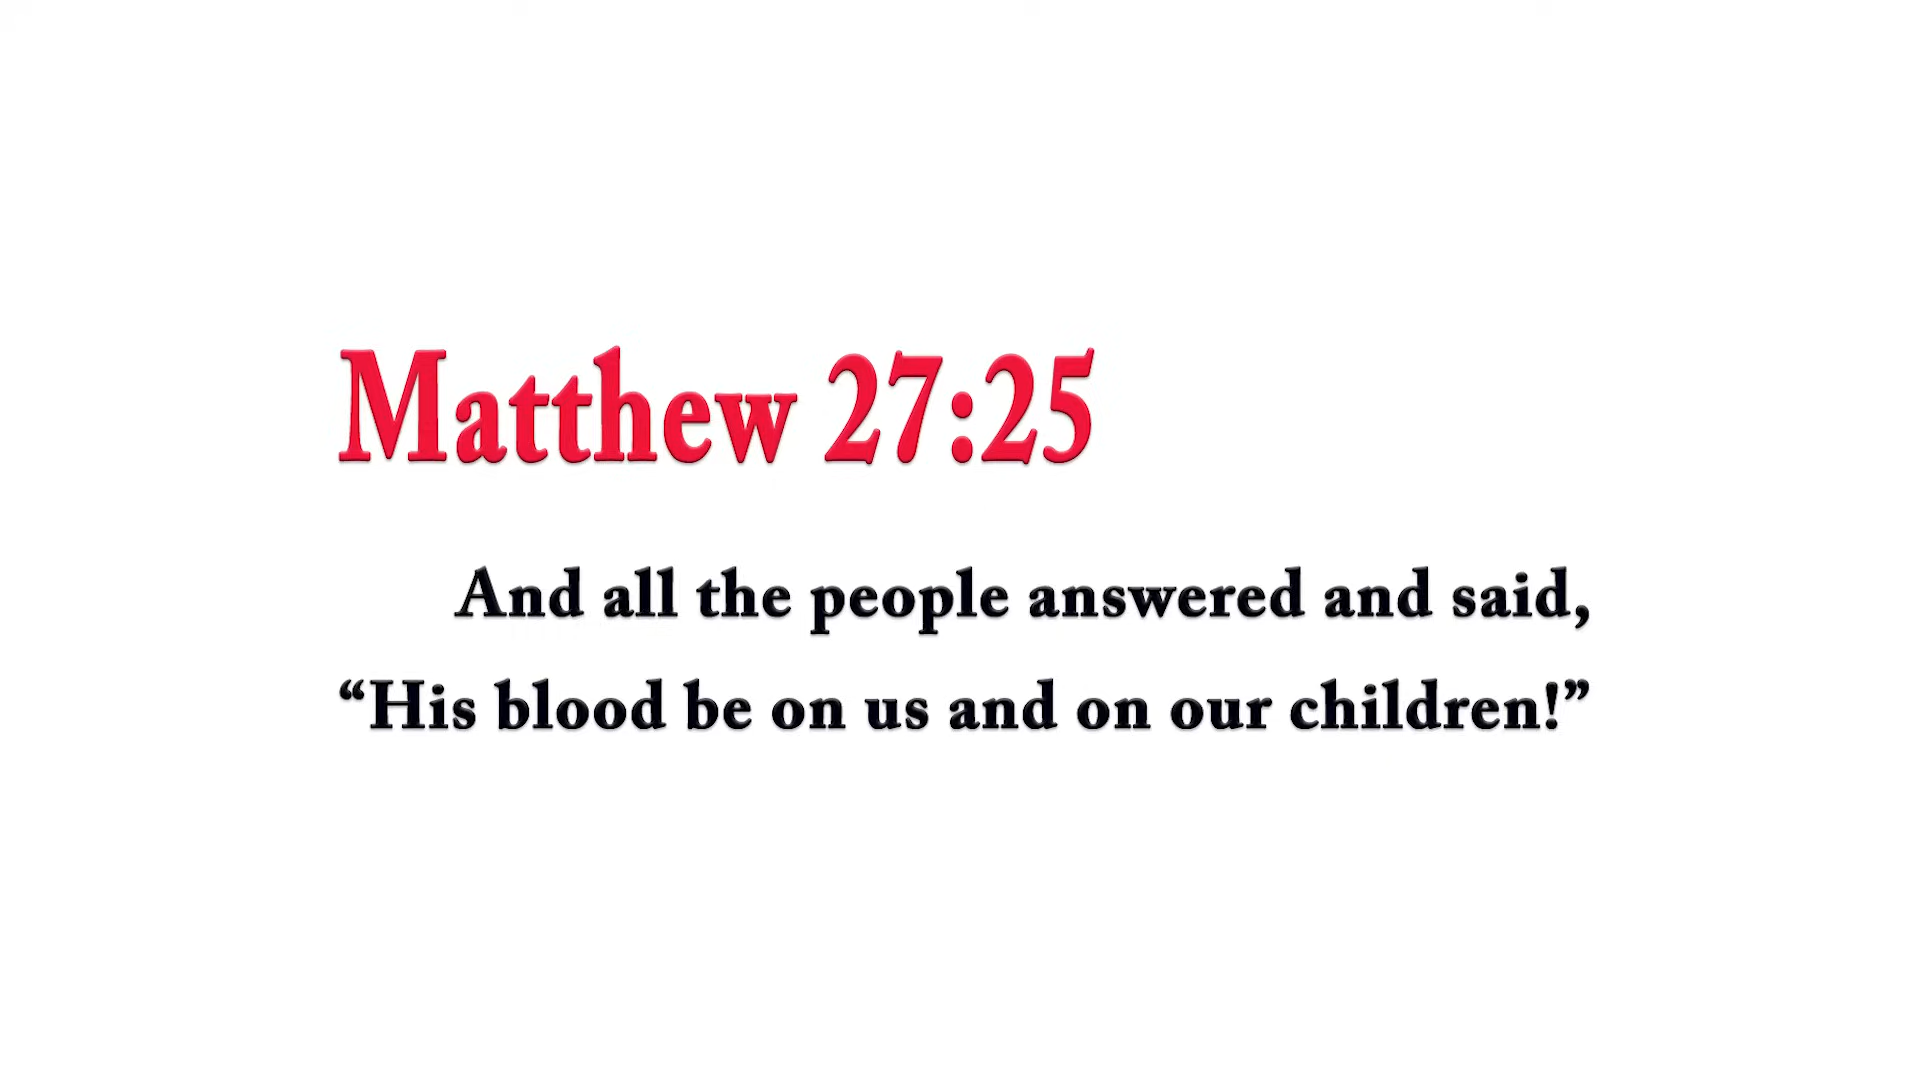 Matthew 27:25
And all the people answered and said,
“His blood be on us and on our children!”